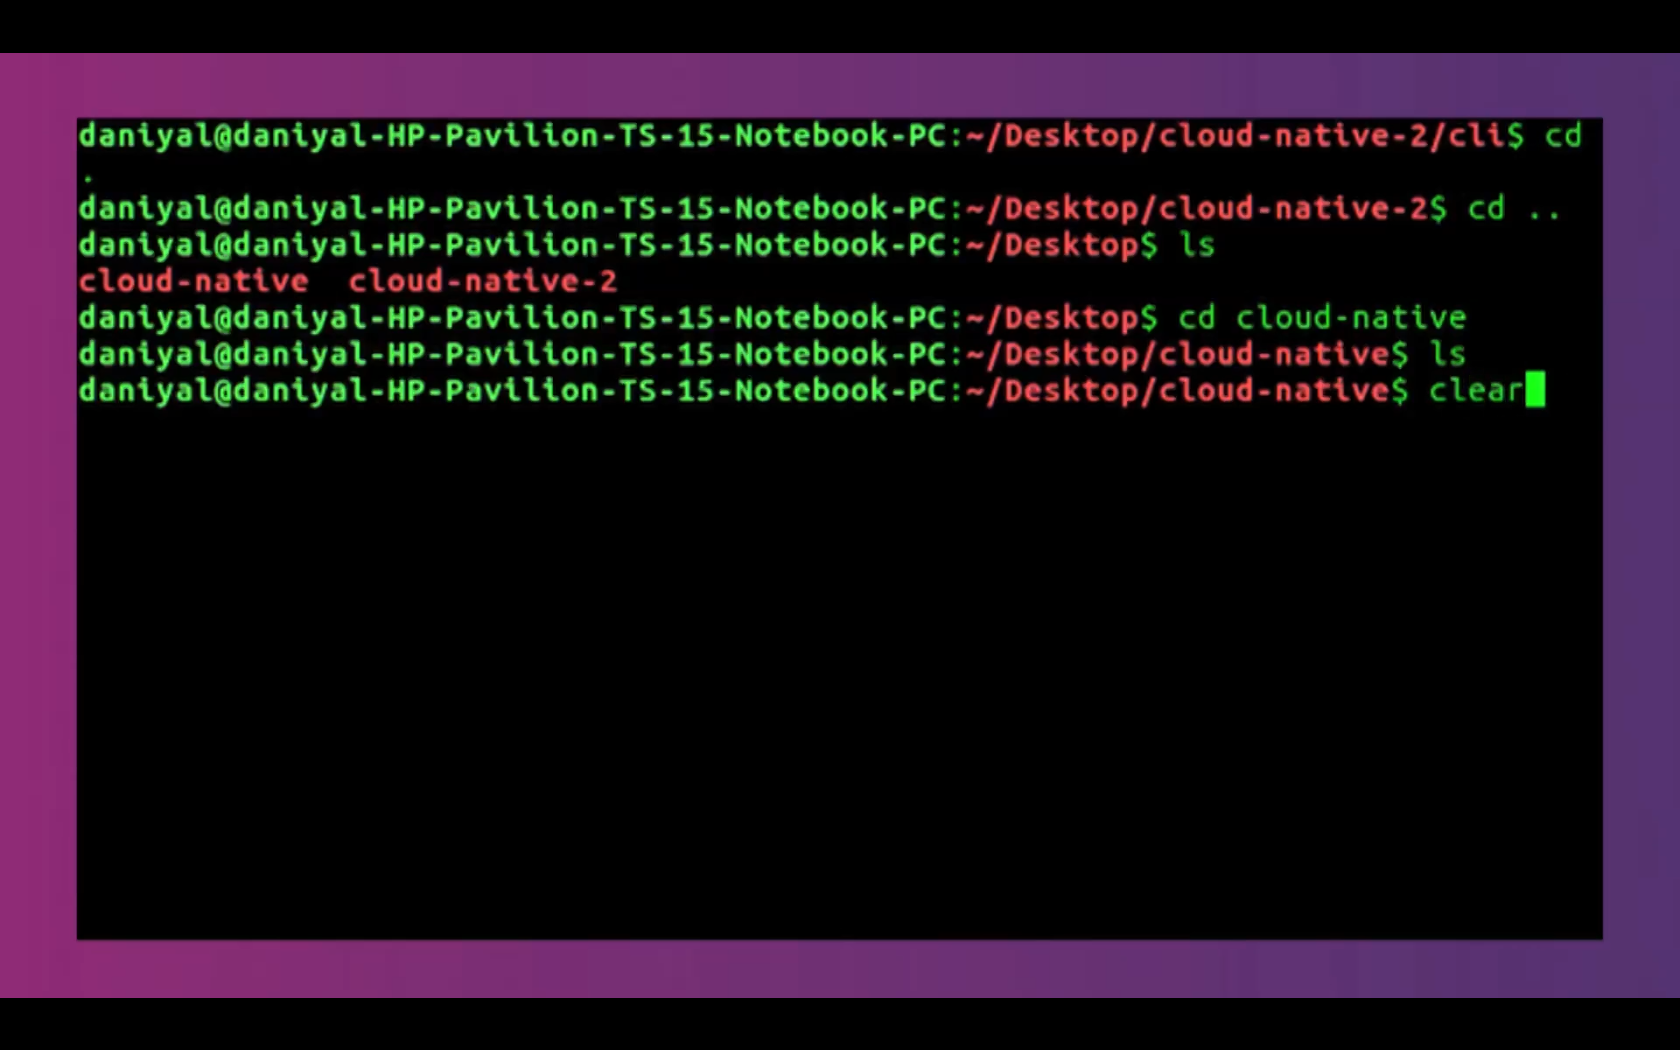 daniyal@daniyal-HP-Pavilion-TS-15-Notebook-PC:~/Desktop/cloud-native-2/cli$ cd
.
daniyal@daniyal-HP-Pavilion-TS-15-Notebook-PC:~/Desktop/cloud-native-2$ cd ..
daniyal@daniyal-HP-Pavilion-TS-15-Notebook-PC:~/Desktop$ ls
cloud-native  cloud-native-2
daniyal@daniyal-HP-Pavilion-TS-15-Notebook-PC:~/Desktop$ cd cloud-native
daniyal@daniyal-HP-Pavilion-TS-15-Notebook-PC:~/Desktop/cloud-native$ ls
daniyal@daniyal-HP-Pavilion-TS-15-Notebook-PC:~/Desktop/cloud-native$ clear